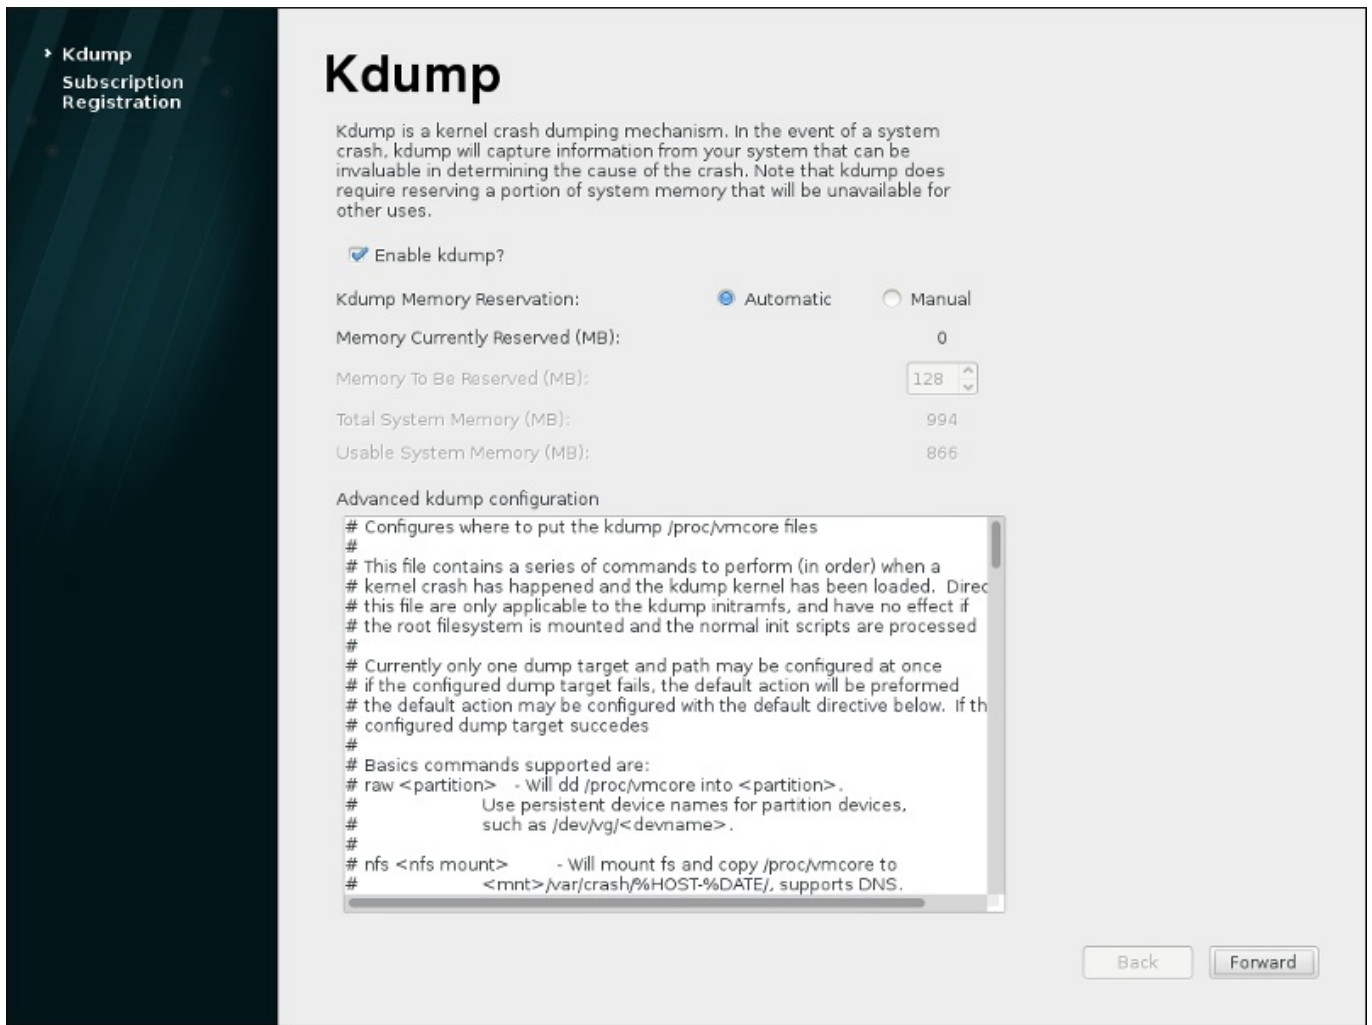 Kdump
Subscription
Registration
Kdump
Kdump is a kernel crash dumping mechanism. In the event of a system
crash, kdump will capture information from your system that can be
invaluable in determining the cause of the crash. Note that kdump does
require reserving a portion of system memory that will be unavailable for
other uses.
Enable kdump?
Kdump Memory Reservation: Automatic Manual
Memory Currently Reserved (MB): 0
Memory To Be Reserved (MB): 128
Total System Memory (MB): 994
Usable System Memory (MB): 866
Advanced kdump configuration
# Configures where to put the kdump /proc/vmcore files
#
# This file contains a series of commands to perform (in order) when a
# kernel crash has happened and the kdump kernel has been loaded.  Direc
# this file are only applicable to the kdump initramfs, and have no effect if
# the root filesystem is mounted and the normal init scripts are processed
#
# Currently only one dump target and path may be configured at once
# if the configured dump target fails, the default action will be preformed
# the default action may be configured with the default directive below.  If th
# configured dump target succedes
#
# Basics commands supported are:
# raw <partition>   - Will dd /proc/vmcore into <partition>.
#                   Use persistent device names for partition devices,
#                   such as /dev/vg/<devname>.
#
# nfs <nfs mount>        - Will mount fs and copy /proc/vmcore to
#                   <mnt>/var/crash/%HOST-%DATE/, supports DNS.
Back Forward